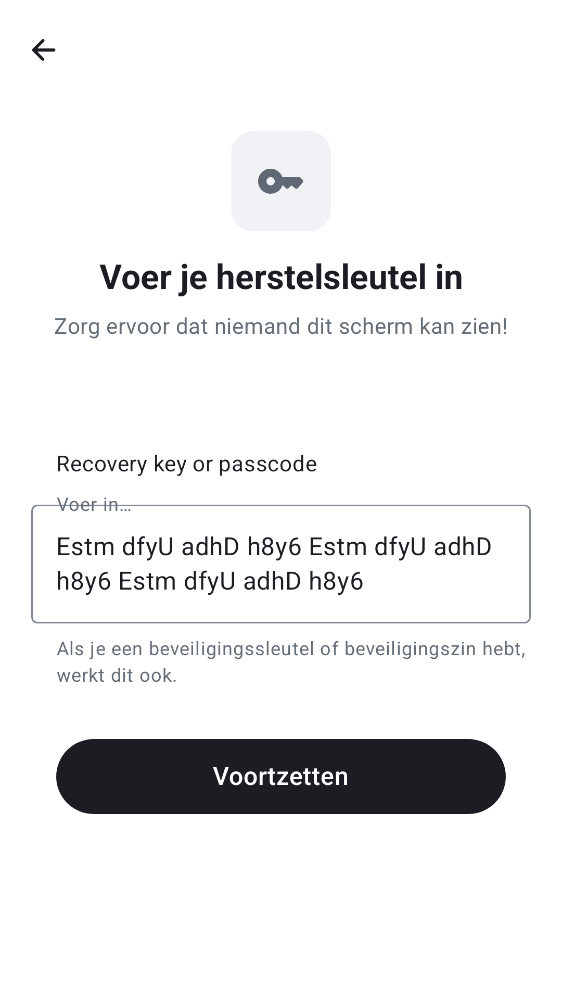 Voer je herstelsleutel in
Zorg ervoor dat niemand dit scherm kan zien!
Recovery key or passcode
Voer in…
Estm dfyU adhD h8y6 Estm dfyU adhD
h8y6 Estm dfyU adhD h8y6
Als je een beveiligingssleutel of beveiligingszin hebt,
werkt dit ook.
Voortzetten